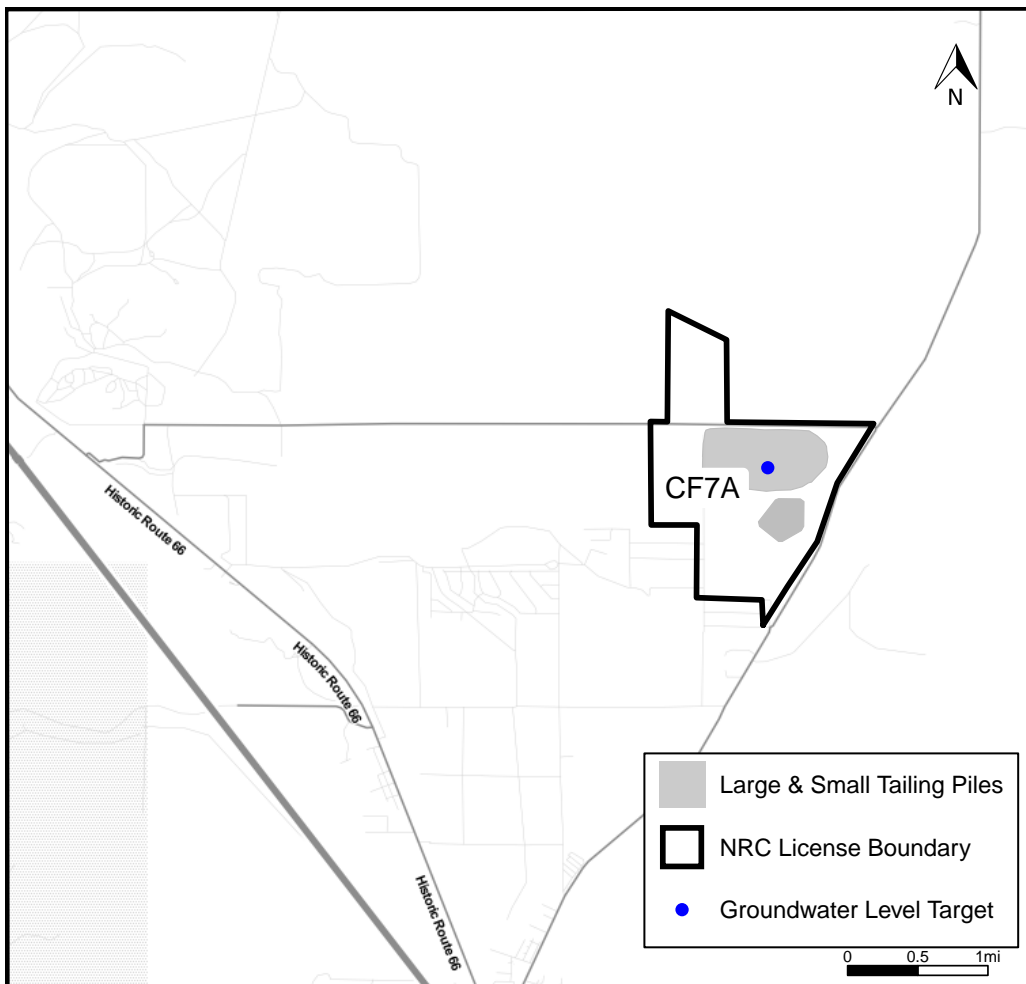 N
CF7A
Historic Route 66
Historic Route 66
Historic Route 66
Large & Small Tailing Piles
NRC License Boundary
Groundwater Level Target
0 0.5 1mi